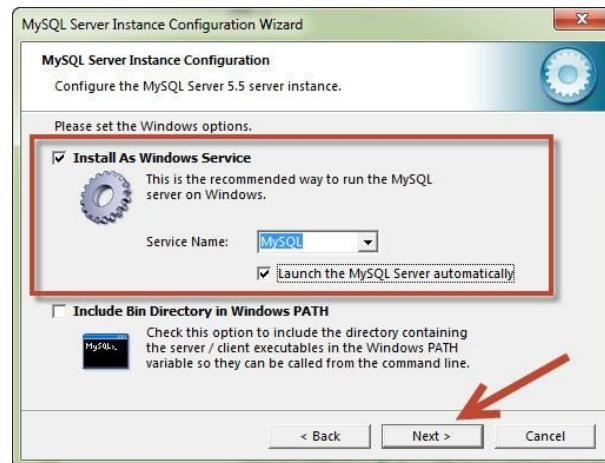 MySQL Server Instance Configuration Wizard
MySQL Server Instance Configuration
Configure the MySQL Server 5.5 server instance.
Please set the Windows options.
Install As Windows Service
This is the recommended way to run the MySQL
server on Windows.
Service Name: MySQL
Launch the MySQL Server automatically
Include Bin Directory in Windows PATH
Check this option to include the directory containing
the server / client executables in the Windows PATH
variable so they can be called from the command line.
MySQL>_
< Back Next > Cancel